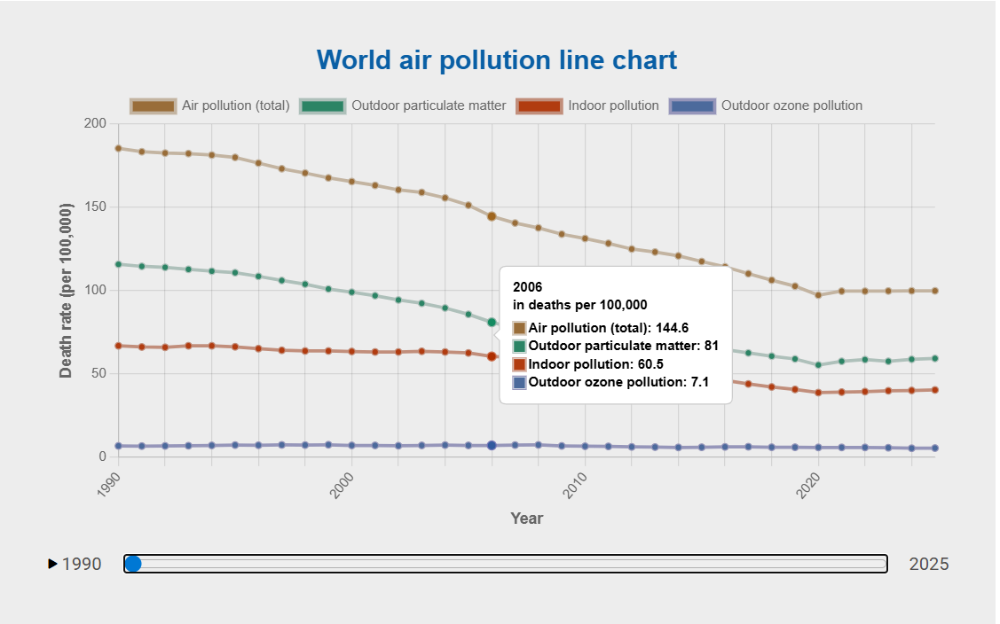 World air pollution line chart
Air pollution (total) Outdoor particulate matter Indoor pollution Outdoor ozone pollution
200
150
100
50
0
Death rate (per 100,000)
2006
in deaths per 100,000
Air pollution (total): 144.6
Outdoor particulate matter: 81
Indoor pollution: 60.5
Outdoor ozone pollution: 7.1
1990 2000 2010 2020
Year
1990 2025